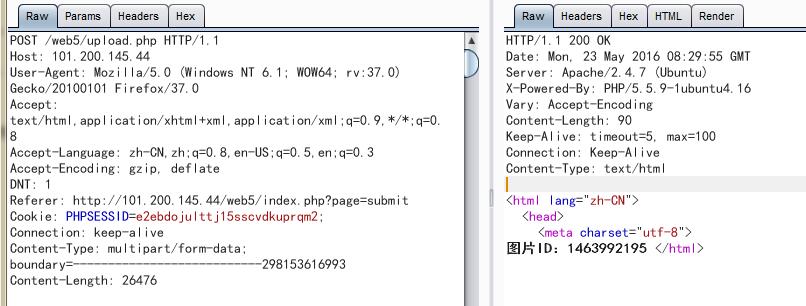 Raw Params Headers Hex
POST /web5/upload.php HTTP/1.1
Host: 101.200.145.44
User-Agent: Mozilla/5.0 (Windows NT 6.1; WOW64; rv:37.0)
Gecko/20100101 Firefox/37.0
Accept:
text/html,application/xhtml+xml,application/xml;q=0.9,*/*;q=0.
8
Accept-Language: zh-CN,zh;q=0.8,en-US;q=0.5,en;q=0.3
Accept-Encoding: gzip, deflate
DNT: 1
Referer: http://101.200.145.44/web5/index.php?page=submit
Cookie: PHPSESSID=e2ebdojulttj15sscvdkuprqm2;
Connection: keep-alive
Content-Type: multipart/form-data;
boundary=---------------------------298153616993
Content-Length: 26476
Raw Headers Hex HTML Render
HTTP/1.1 200 OK
Date: Mon, 23 May 2016 08:29:55 GMT
Server: Apache/2.4.7 (Ubuntu)
X-Powered-By: PHP/5.5.9-1ubuntu4.16
Vary: Accept-Encoding
Content-Length: 90
Keep-Alive: timeout=5, max=100
Connection: Keep-Alive
Content-Type: text/html
<html lang="zh-CN">
<head>
<meta charset="utf-8">
图片ID：1463992195 </html>